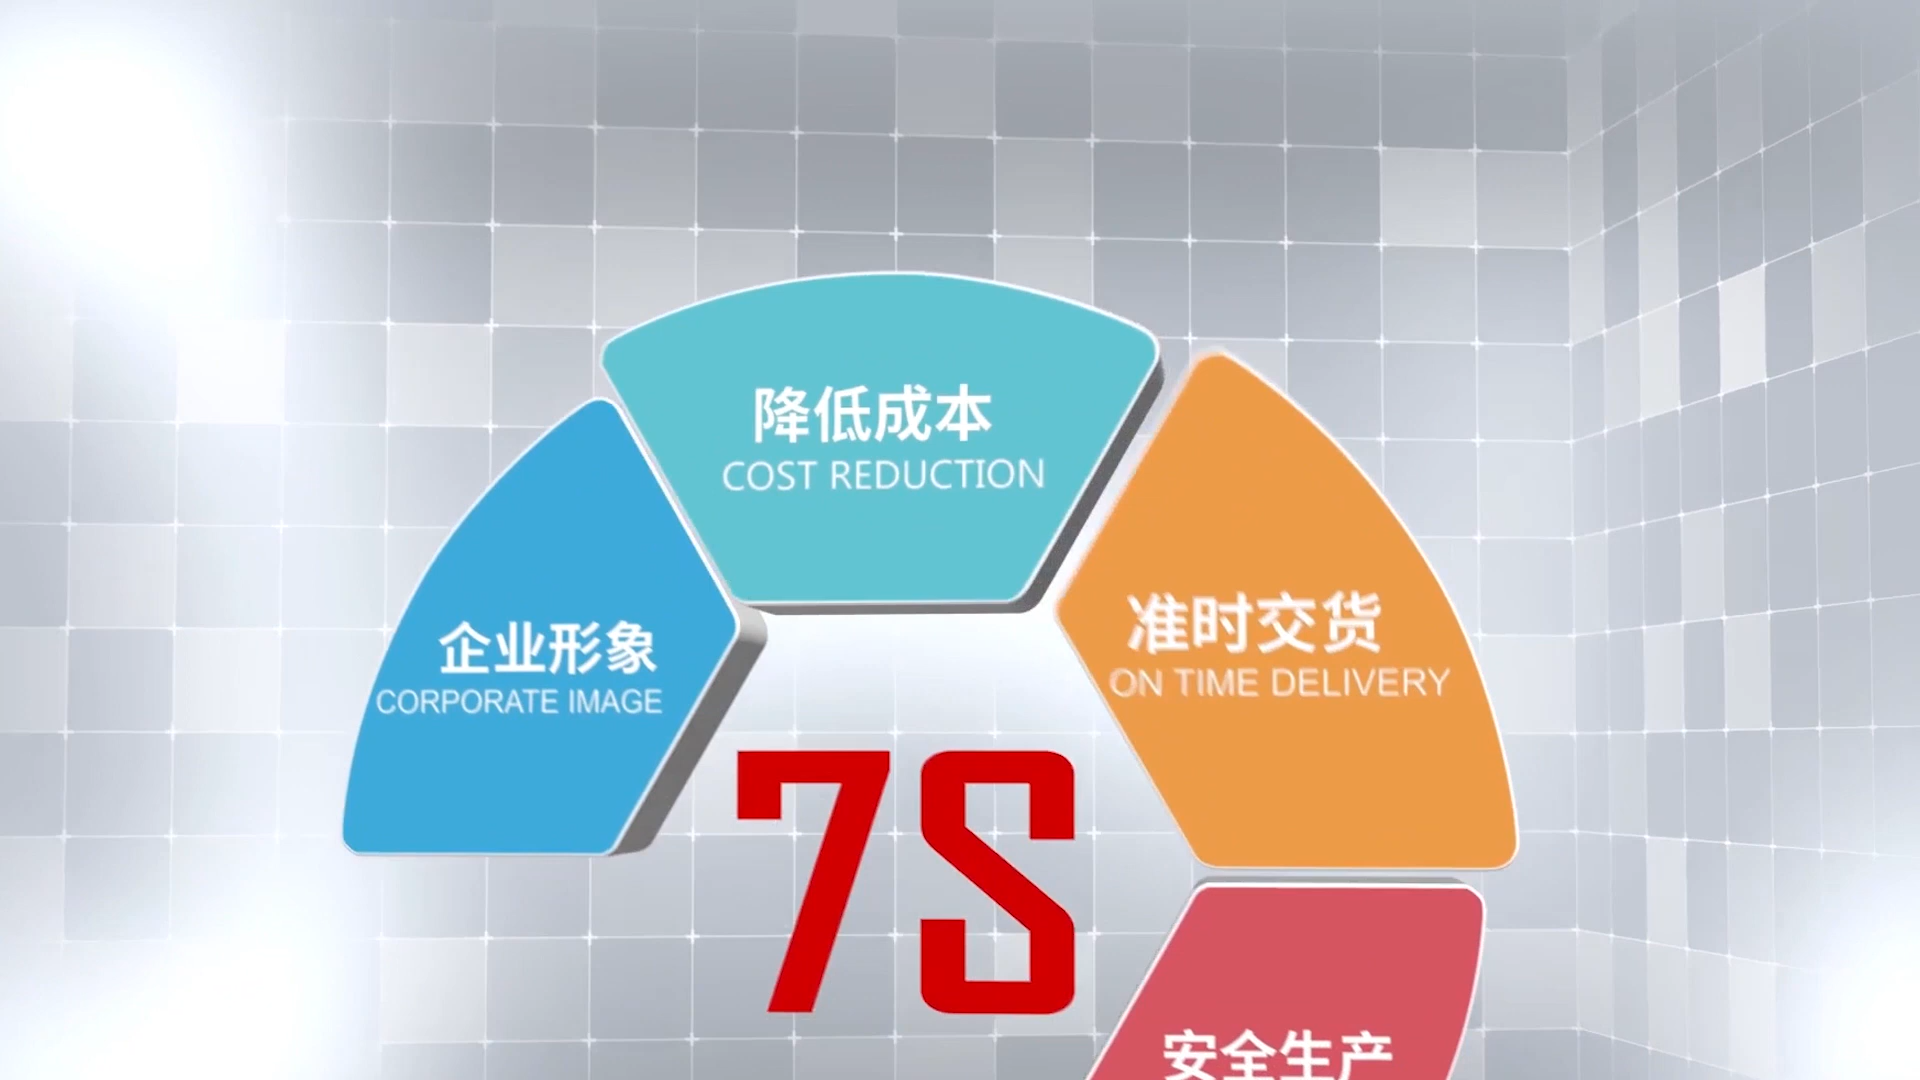 降低成本
COST REDUCTION
企业形象
CORPORATE IMAGE
准时交货
ON TIME DELIVERY
7S
安全生产